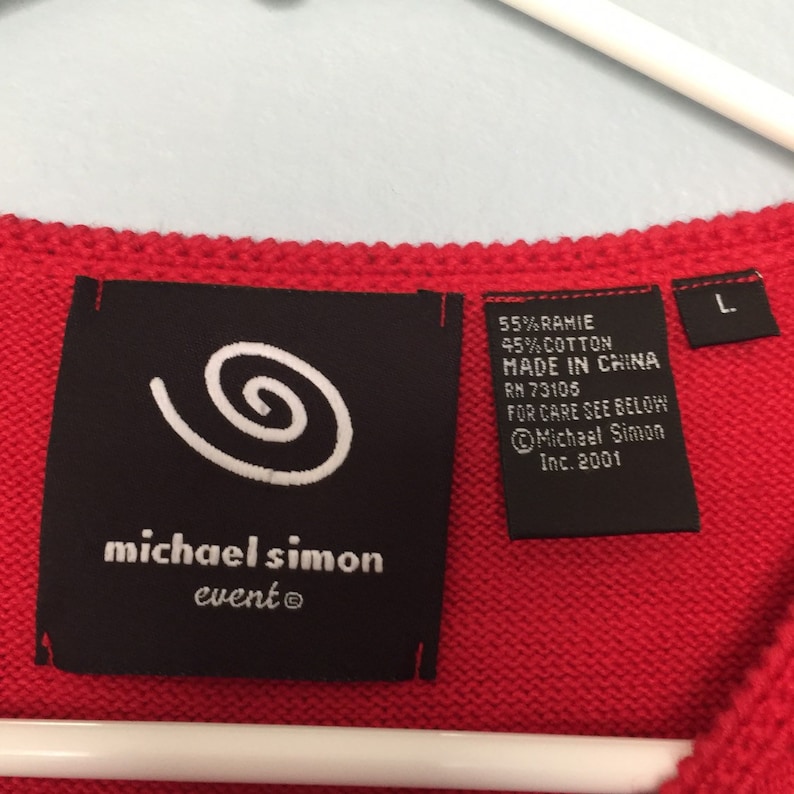 michael simon
event©
55%RAMIE
45%COTTON
MADE IN CHINA
RN 73106
FOR CARE SEE BELOW
©Michael Simon
Inc. 2001
L.